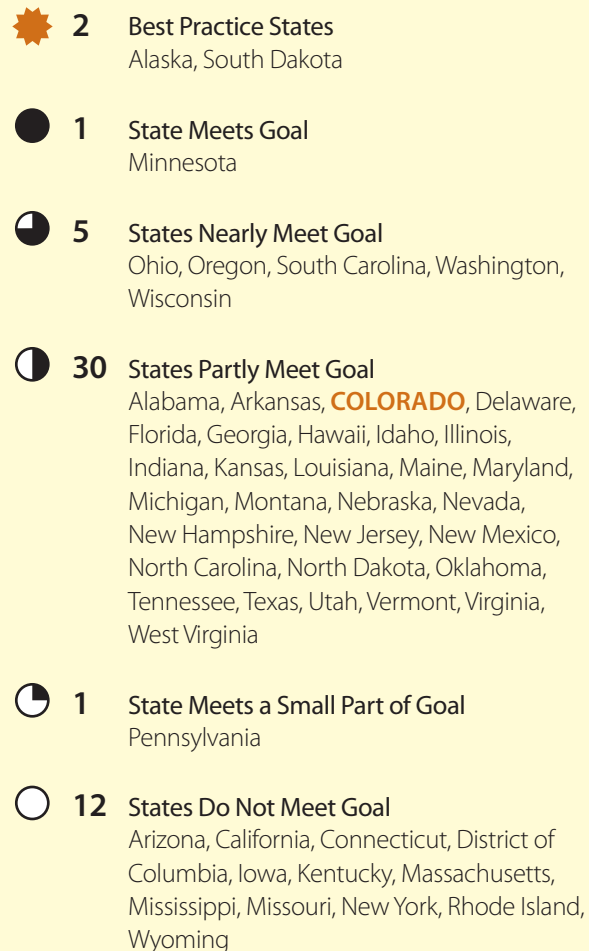 2 Best Practice States
Alaska, South Dakota
1 State Meets Goal
Minnesota
5 States Nearly Meet Goal
Ohio, Oregon, South Carolina, Washington,
Wisconsin
30 States Partly Meet Goal
Alabama, Arkansas, COLORADO, Delaware,
Florida, Georgia, Hawaii, Idaho, Illinois,
Indiana, Kansas, Louisiana, Maine, Maryland,
Michigan, Montana, Nebraska, Nevada,
New Hampshire, New Jersey, New Mexico,
North Carolina, North Dakota, Oklahoma,
Tennessee, Texas, Utah, Vermont, Virginia,
West Virginia
1 State Meets a Small Part of Goal
Pennsylvania
12 States Do Not Meet Goal
Arizona, California, Connecticut, District of
Columbia, Iowa, Kentucky, Massachusetts,
Mississippi, Missouri, New York, Rhode Island,
Wyoming